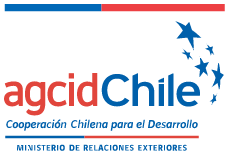 agcidChile
Cooperación Chilena para el Desarrollo
MINISTERIO DE RELACIONES EXTERIORES